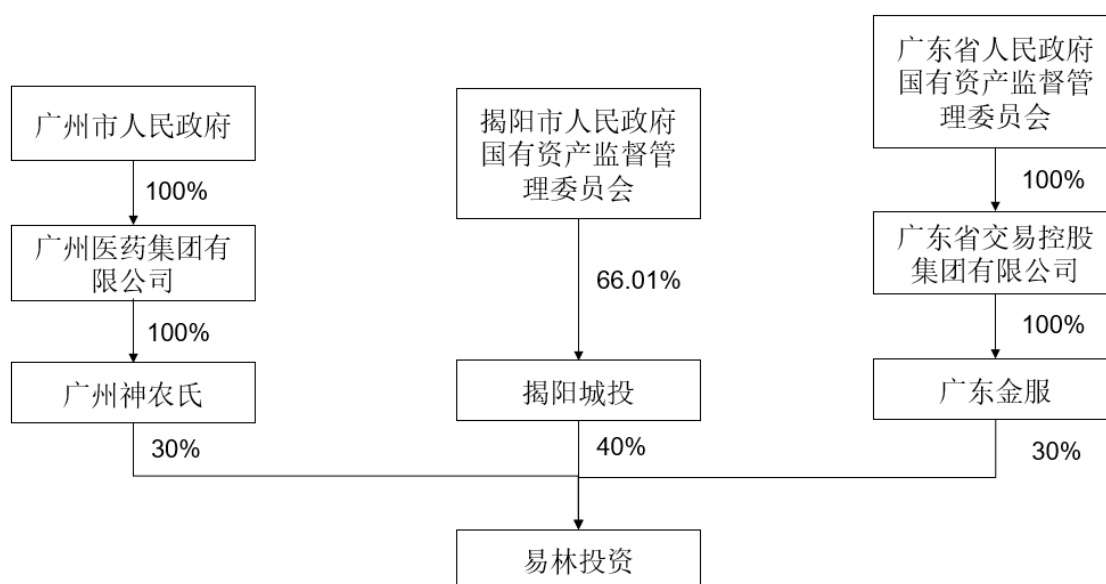 广东省人民政府
国有资产监督管
理委员会
广州市人民政府
揭阳市人民政府
国有资产监督管
理委员会
100%
100%
广州医药集团有
限公司
广东省交易控股
集团有限公司
66.01%
100%
100%
广州神农氏
揭阳城投
广东金服
30%
40%
30%
易林投资